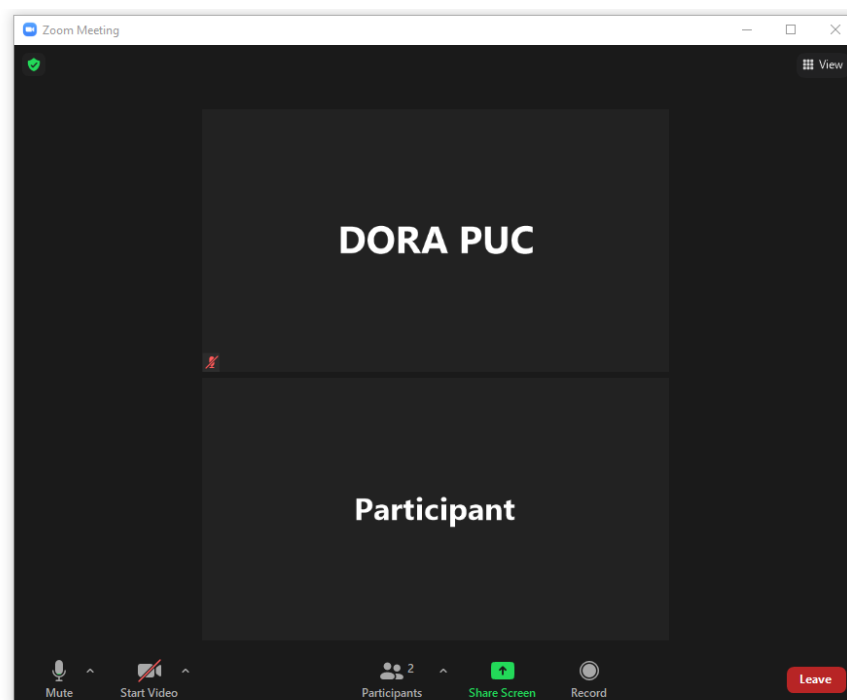 Zoom Meeting
View
DORA PUC
Participant
2
Mute
Start Video
Participants
Share Screen
Record
Leave